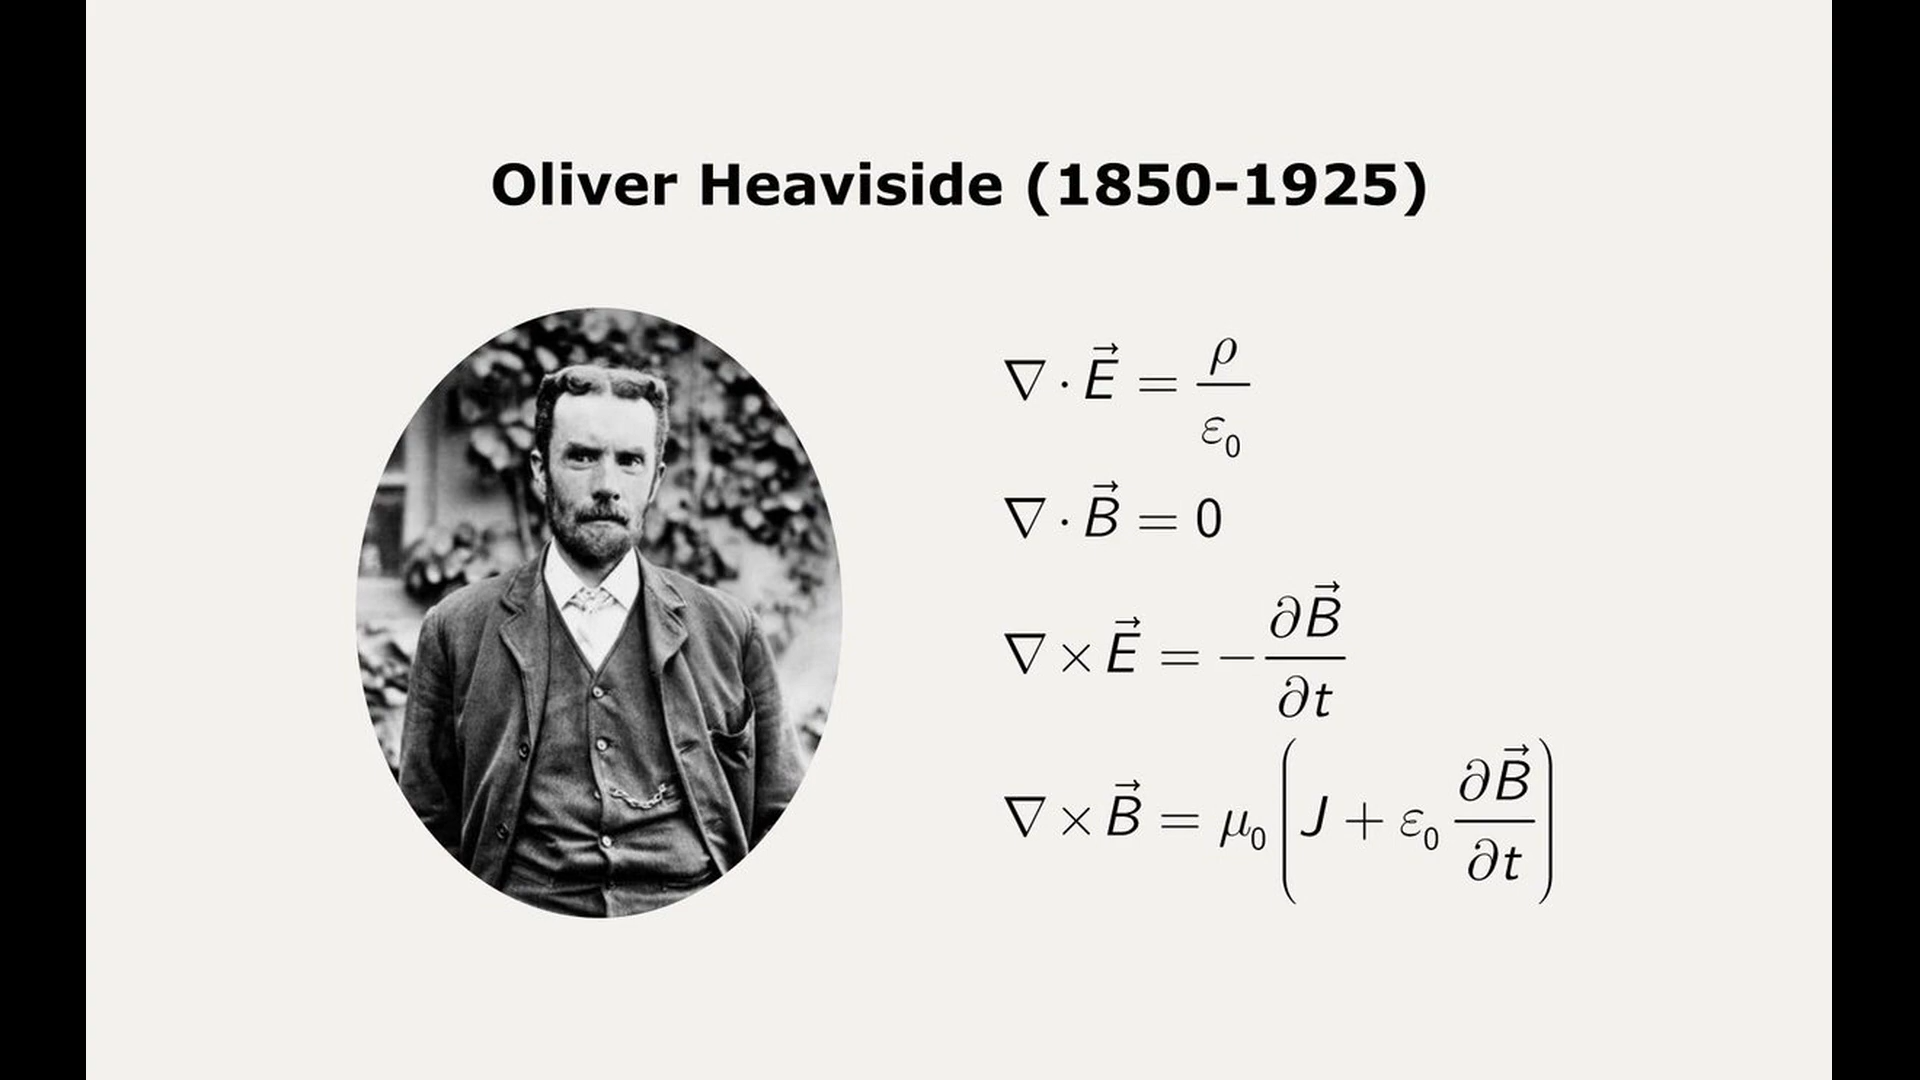 Oliver Heaviside (1850-1925)
∇ · E⃗ = ρ / ε₀
∇ · B⃗ = 0
∇ × E⃗ = − ∂B⃗ / ∂t
∇ × B⃗ = μ₀ ( J + ε₀ ∂B⃗ / ∂t )